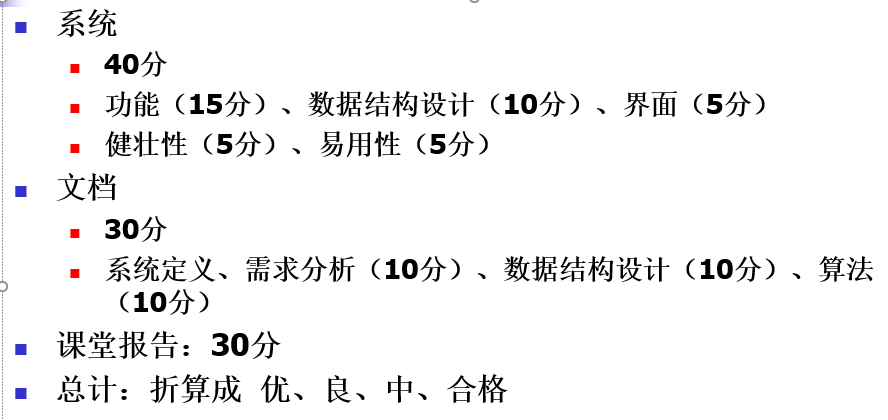 系统
40分
功能（15分）、数据结构设计（10分）、界面（5分）
健壮性（5分）、易用性（5分）
文档
30分
系统定义、需求分析（10分）、数据结构设计（10分）、算法
（10分）
课堂报告：30分
总计：折算成 优、良、中、合格